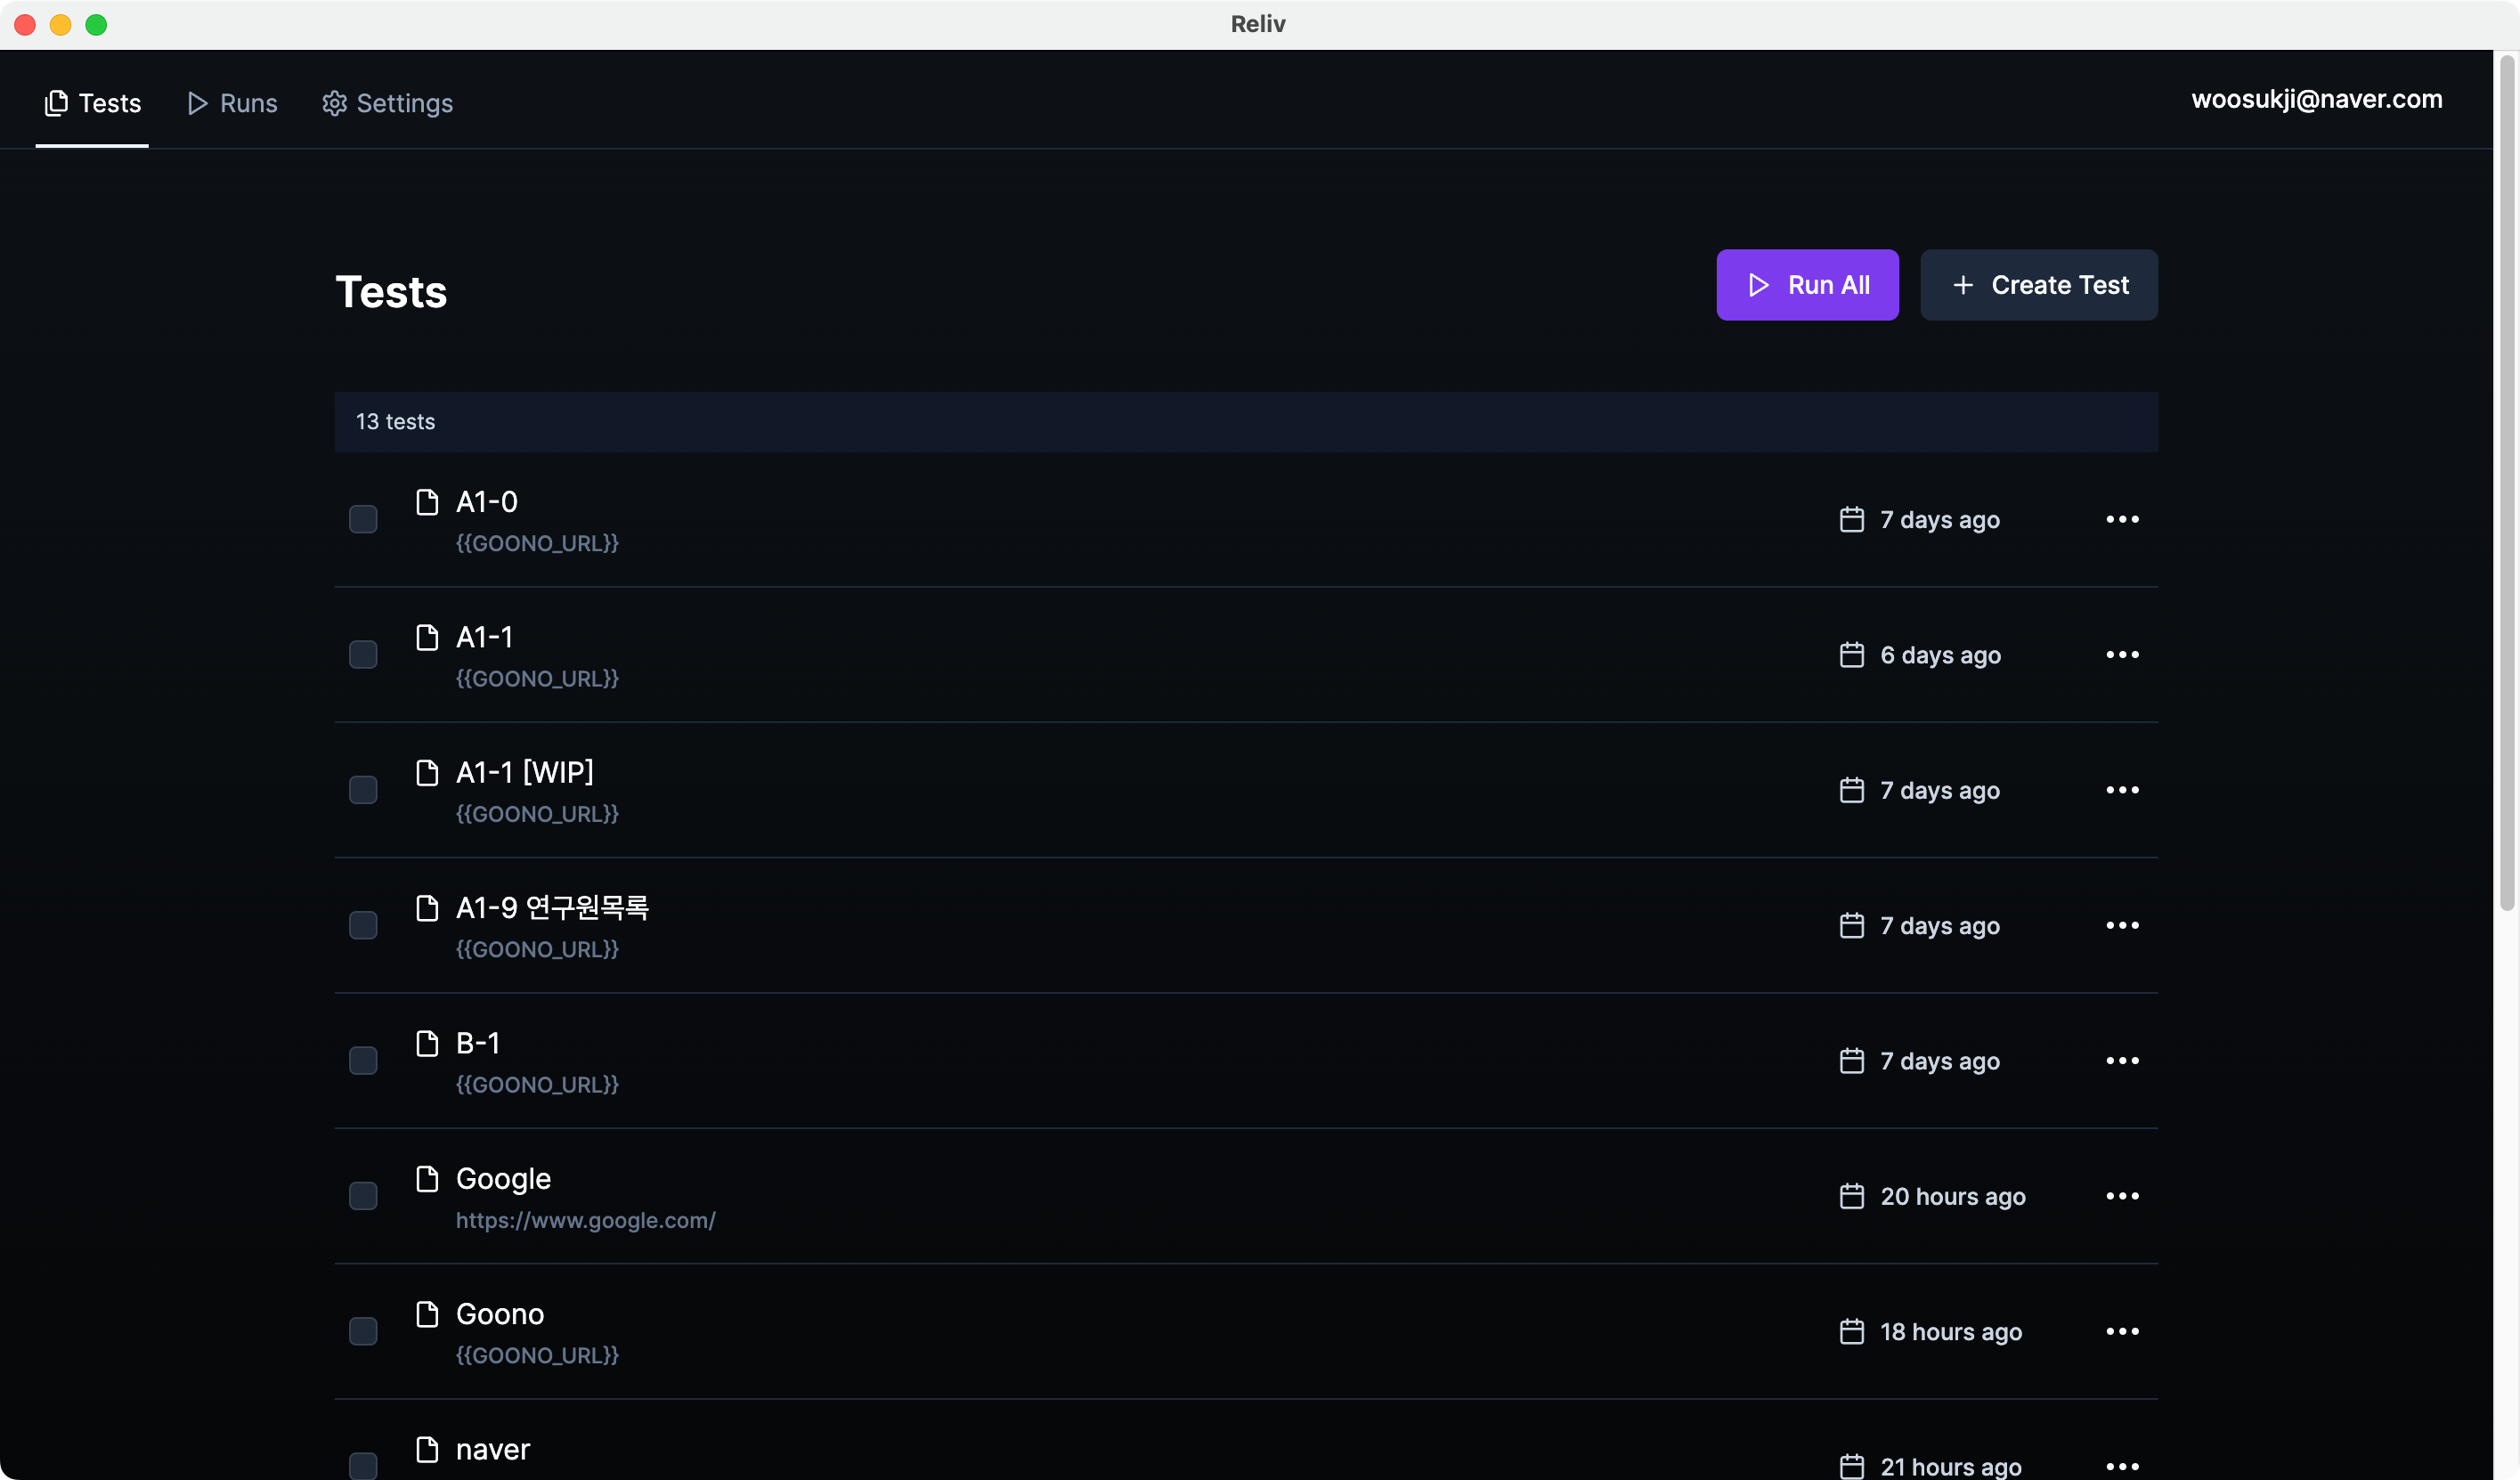 Reliv
Tests
Runs
Settings
woosukji@naver.com
Tests
Run All
Create Test
13 tests
A1-0
{{GOONO_URL}}
7 days ago
A1-1
{{GOONO_URL}}
6 days ago
A1-1 [WIP]
{{GOONO_URL}}
7 days ago
A1-9 연구원목록
{{GOONO_URL}}
7 days ago
B-1
{{GOONO_URL}}
7 days ago
Google
https://www.google.com/
20 hours ago
Goono
{{GOONO_URL}}
18 hours ago
naver
21 hours ago